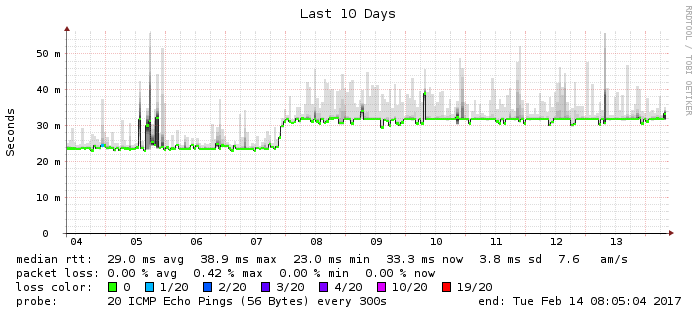 Last 10 Days
RRDTOOL / TOBI OETIKER
Seconds
50 m
40 m
30 m
20 m
10 m
0
04 05 06 07 08 09 10 11 12 13
median rtt: 29.0 ms avg 38.9 ms max 23.0 ms min 33.3 ms now 3.8 ms sd 7.6 am/s
packet loss: 0.00 % avg 0.42 % max 0.00 % min 0.00 % now
loss color: 0 1/20 2/20 3/20 4/20 10/20 19/20
probe: 20 ICMP Echo Pings (56 Bytes) every 300s end: Tue Feb 14 08:05:04 2017